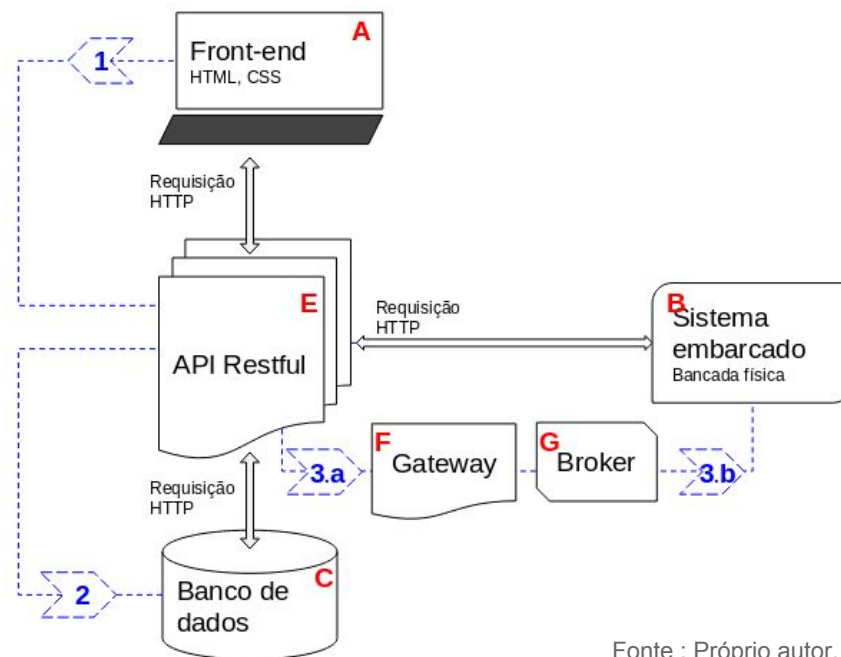 A
Front-end
HTML, CSS
1
Requisição
HTTP
E
API Restful
Requisição
HTTP
B
Sistema
embarcado
Bancada física
3.a
F
Gateway
G
Broker
3.b
Requisição
HTTP
2
C
Banco de
dados
Fonte : Próprio autor.